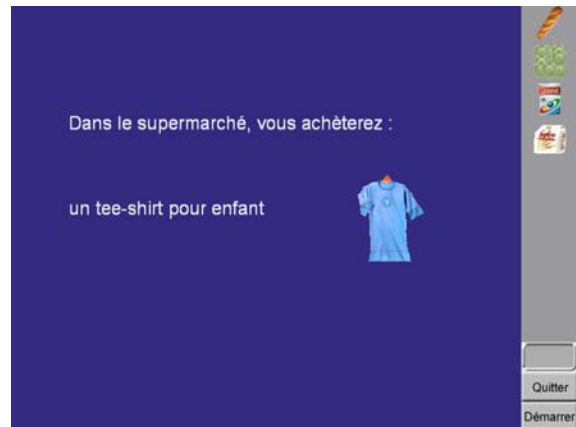 Dans le supermarché, vous achèterez :
un tee-shirt pour enfant
Quitter
Démarrer